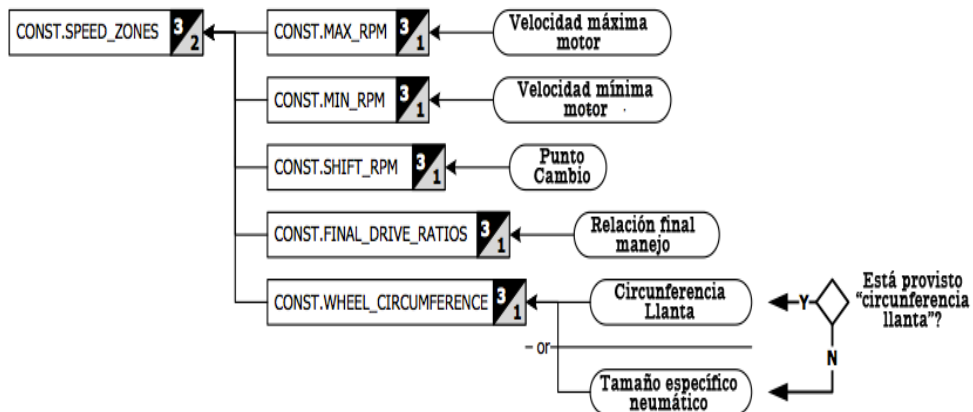 CONST.SPEED_ZONES 3/2
CONST.MAX_RPM 3/1
Velocidad máxima
motor
CONST.MIN_RPM 3/1
Velocidad mínima
motor
CONST.SHIFT_RPM 3/1
Punto
Cambio
CONST.FINAL_DRIVE_RATIOS 3/1
Relación final
manejo
CONST.WHEEL_CIRCUMFERENCE 3/1
Circunferencia
Llanta
Y
Está provisto
“circunferencia
llanta”?
- or
N
Tamaño específico
neumático